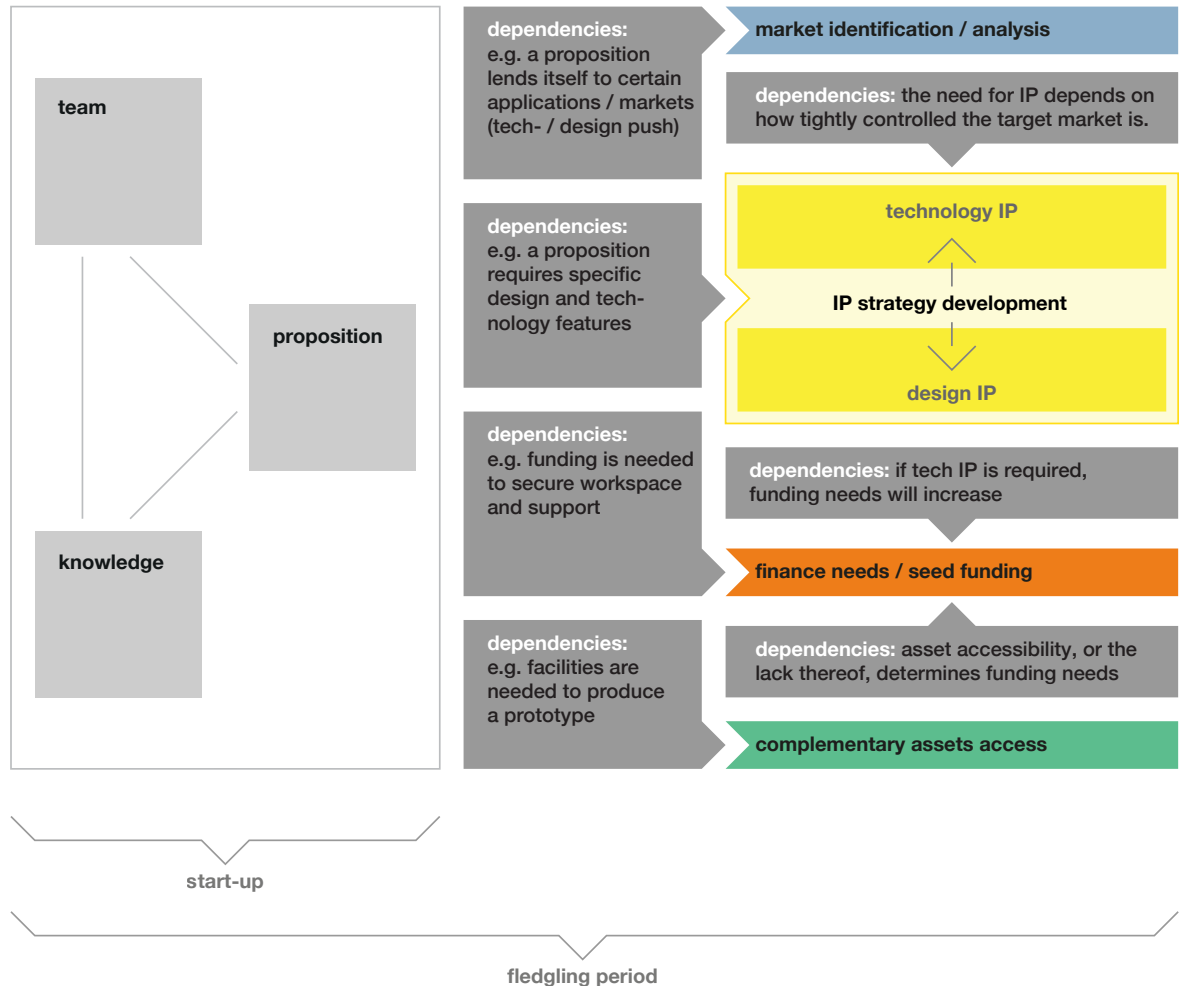 team
proposition
knowledge
dependencies:
e.g. a proposition
lends itself to certain
applications / markets
(tech- / design push)
dependencies:
e.g. a proposition
requires specific
design and tech-
nology features
dependencies:
e.g. funding is needed
to secure workspace
and support
dependencies:
e.g. facilities are
needed to produce
a prototype
market identification / analysis
dependencies: the need for IP depends on
how tightly controlled the target market is.
technology IP
IP strategy development
design IP
dependencies: if tech IP is required,
funding needs will increase
finance needs / seed funding
dependencies: asset accessibility, or the
lack thereof, determines funding needs
complementary assets access
start-up
fledgling period